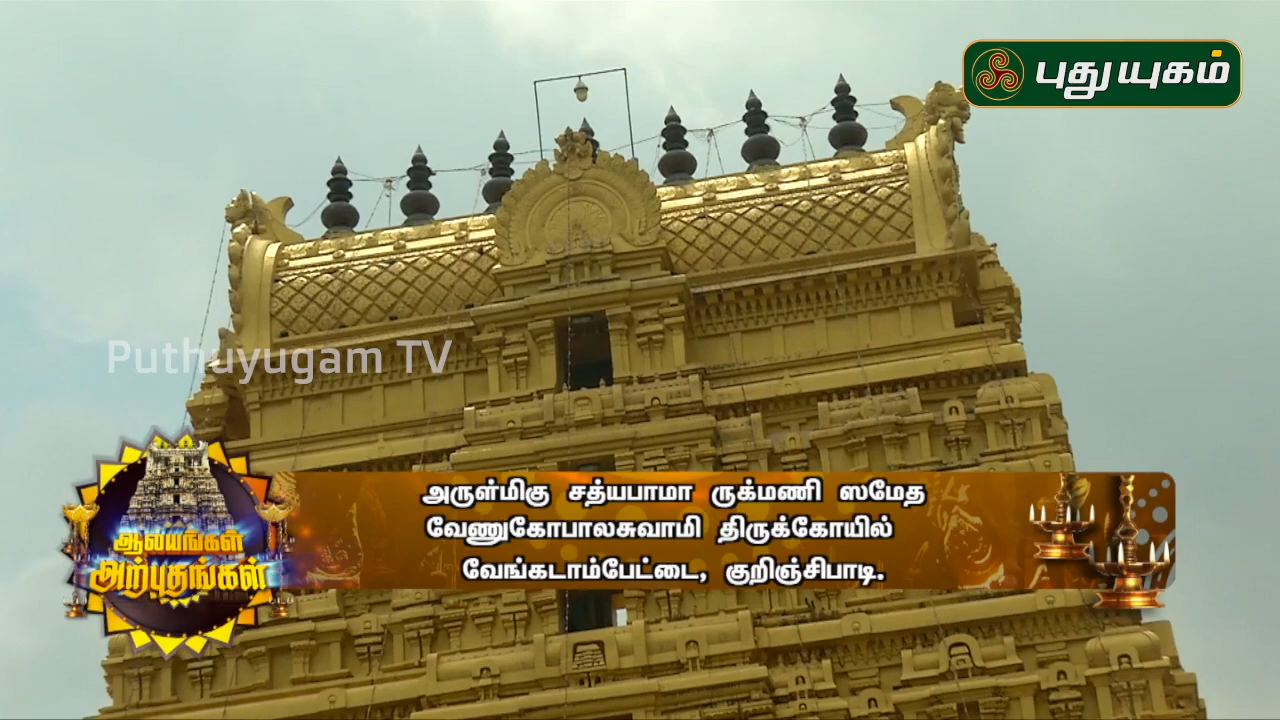 புதுயுகம்
Puthuyugam TV
அருள்மிகு சத்யபாமா ருக்மணி ஸமேத
வேணுகோபாலசுவாமி திருக்கோயில்
வேங்கடாம்பேட்டை, குறிஞ்சிபாடி.
ஆலயங்கள்
அற்புதங்கள்